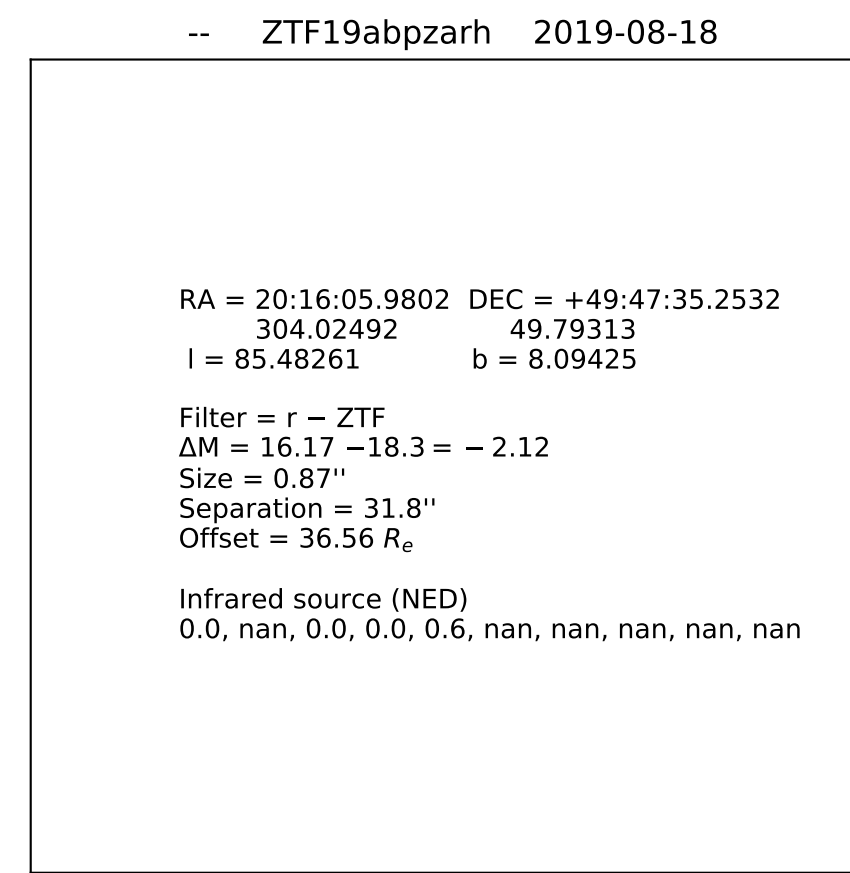 -- ZTF19abpzarh 2019-08-18
RA = 20:16:05.9802 DEC = +49:47:35.2532
304.02492 49.79313
l = 85.48261 b = 8.09425
Filter = r − ZTF
ΔM = 16.17 −18.3 = − 2.12
Size = 0.87''
Separation = 31.8''
Offset = 36.56 Re
Infrared source (NED)
0.0, nan, 0.0, 0.0, 0.6, nan, nan, nan, nan, nan